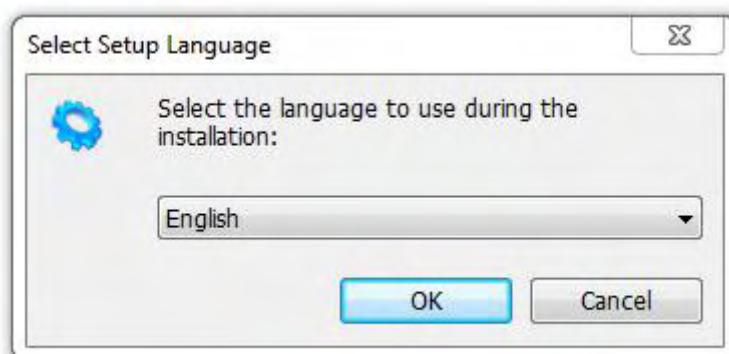 Select Setup Language
Select the language to use during the
installation:
English
OK
Cancel